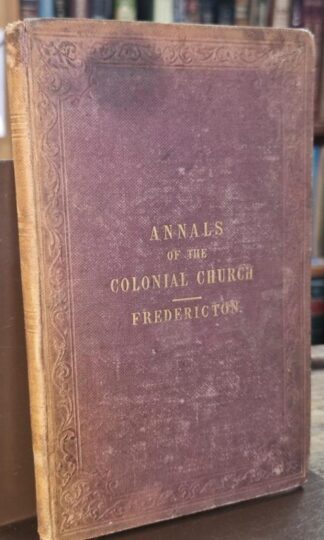 ANNALS
OF THE
COLONIAL CHURCH
FREDERICTON.